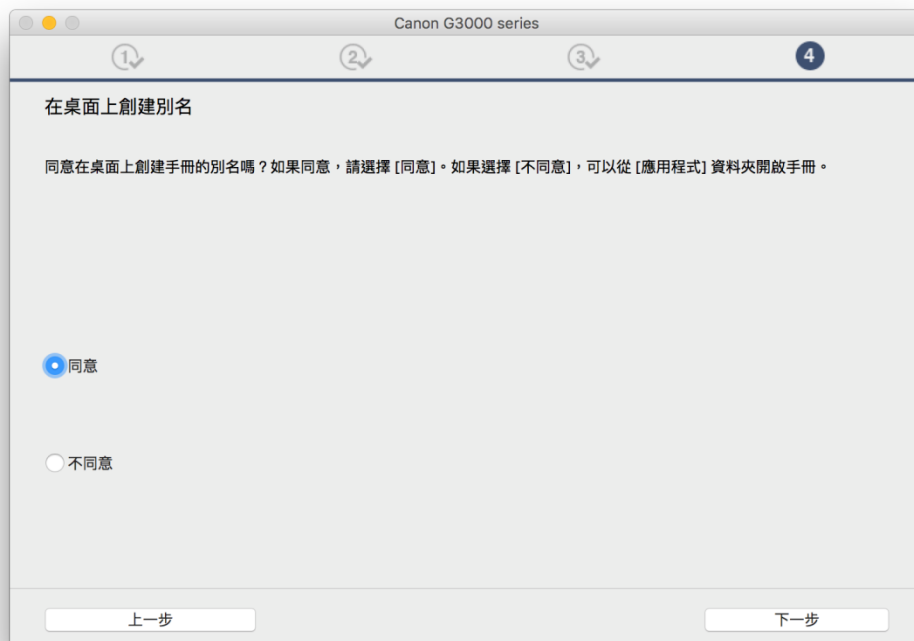 Canon G3000 series
1
2
3
4
在桌面上創建別名
同意在桌面上創建手冊的別名嗎？如果同意，請選擇 [同意]。如果選擇 [不同意]，可以從 [應用程式] 資料夾開啟手冊。
同意
不同意
上一步
下一步